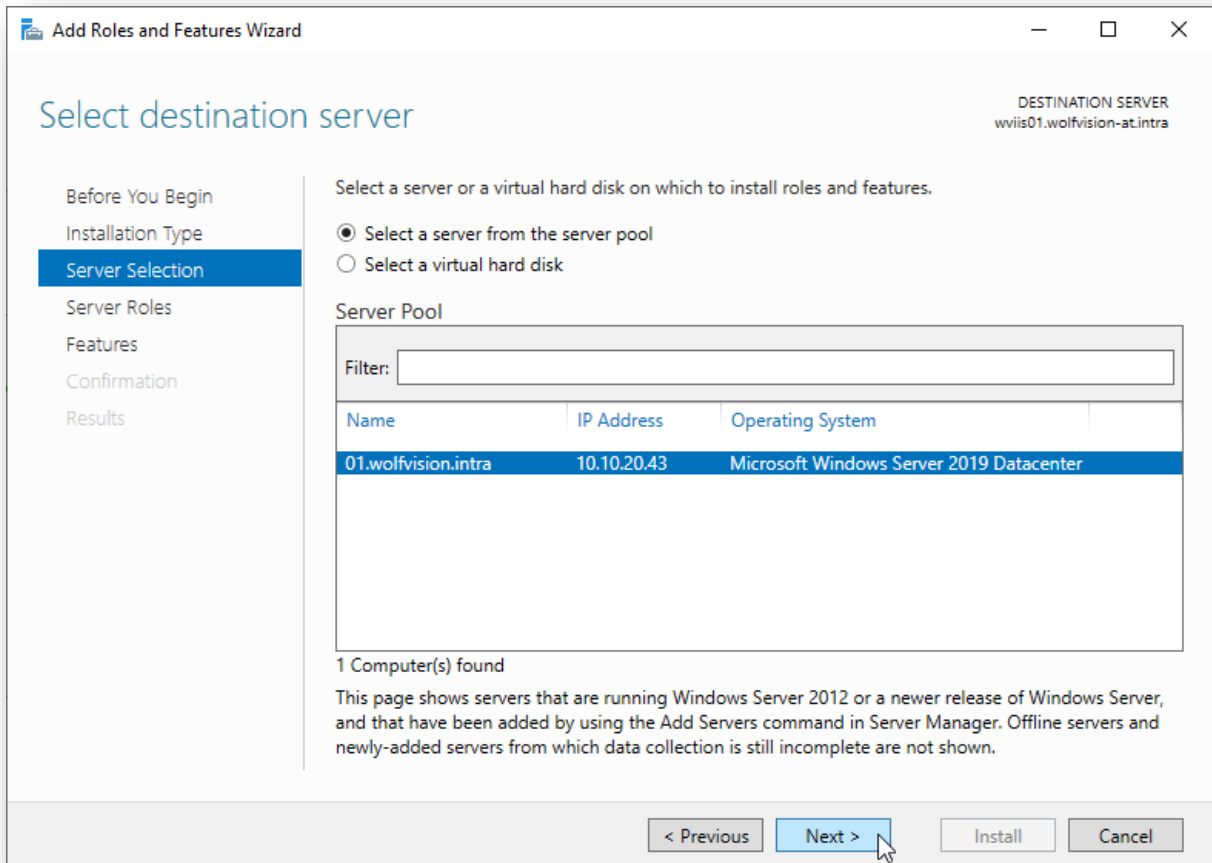 Add Roles and Features Wizard
Select destination server
DESTINATION SERVER
wviis01.wolfvision-at.intra
Before You Begin
Installation Type
Server Selection
Server Roles
Features
Confirmation
Results
Select a server or a virtual hard disk on which to install roles and features.
Select a server from the server pool
Select a virtual hard disk
Server Pool
Filter:
Name IP Address Operating System
01.wolfvision.intra 10.10.20.43 Microsoft Windows Server 2019 Datacenter
1 Computer(s) found
This page shows servers that are running Windows Server 2012 or a newer release of Windows Server,
and that have been added by using the Add Servers command in Server Manager. Offline servers and
newly-added servers from which data collection is still incomplete are not shown.
< Previous Next > Install Cancel